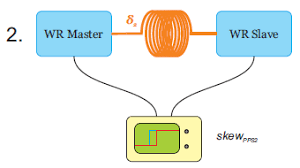 2.
WR Master
δₛ
WR Slave
skewPPS2